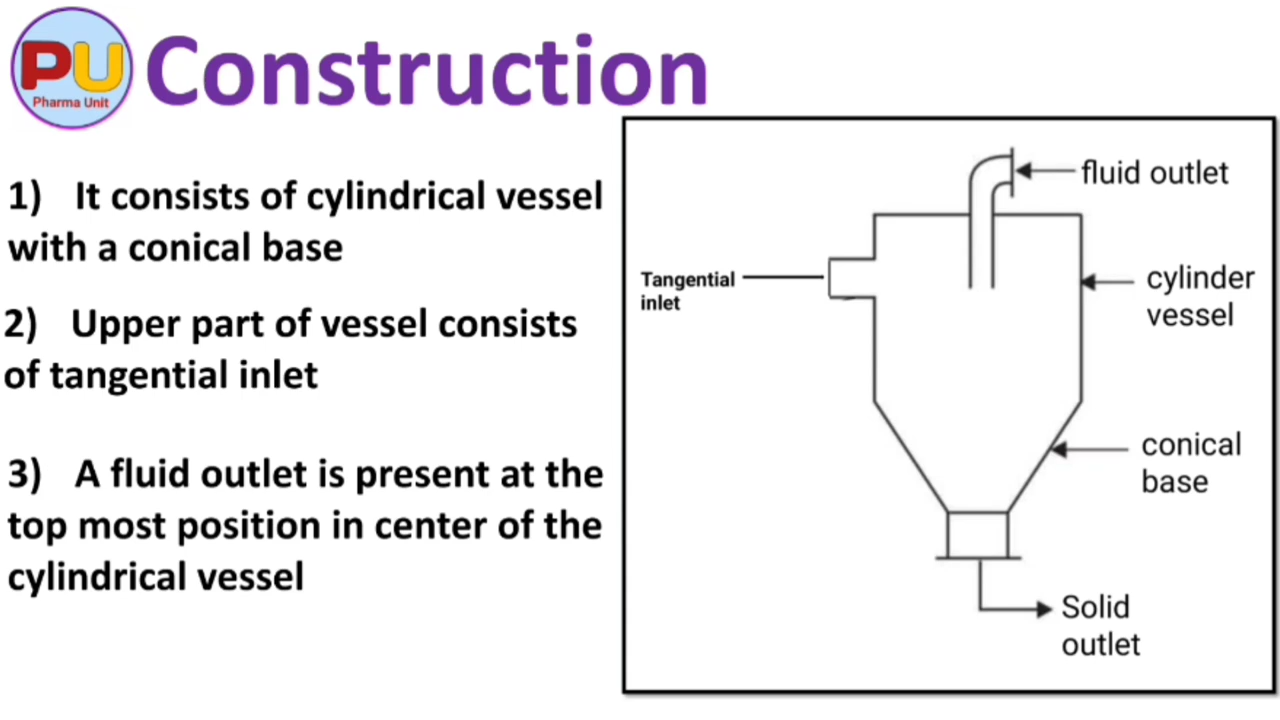 PU
Pharma Unit
Construction
1) It consists of cylindrical vessel
with a conical base
2) Upper part of vessel consists
of tangential inlet
3) A fluid outlet is present at the
top most position in center of the
cylindrical vessel
fluid outlet
Tangential
inlet
cylinder
vessel
conical
base
Solid
outlet